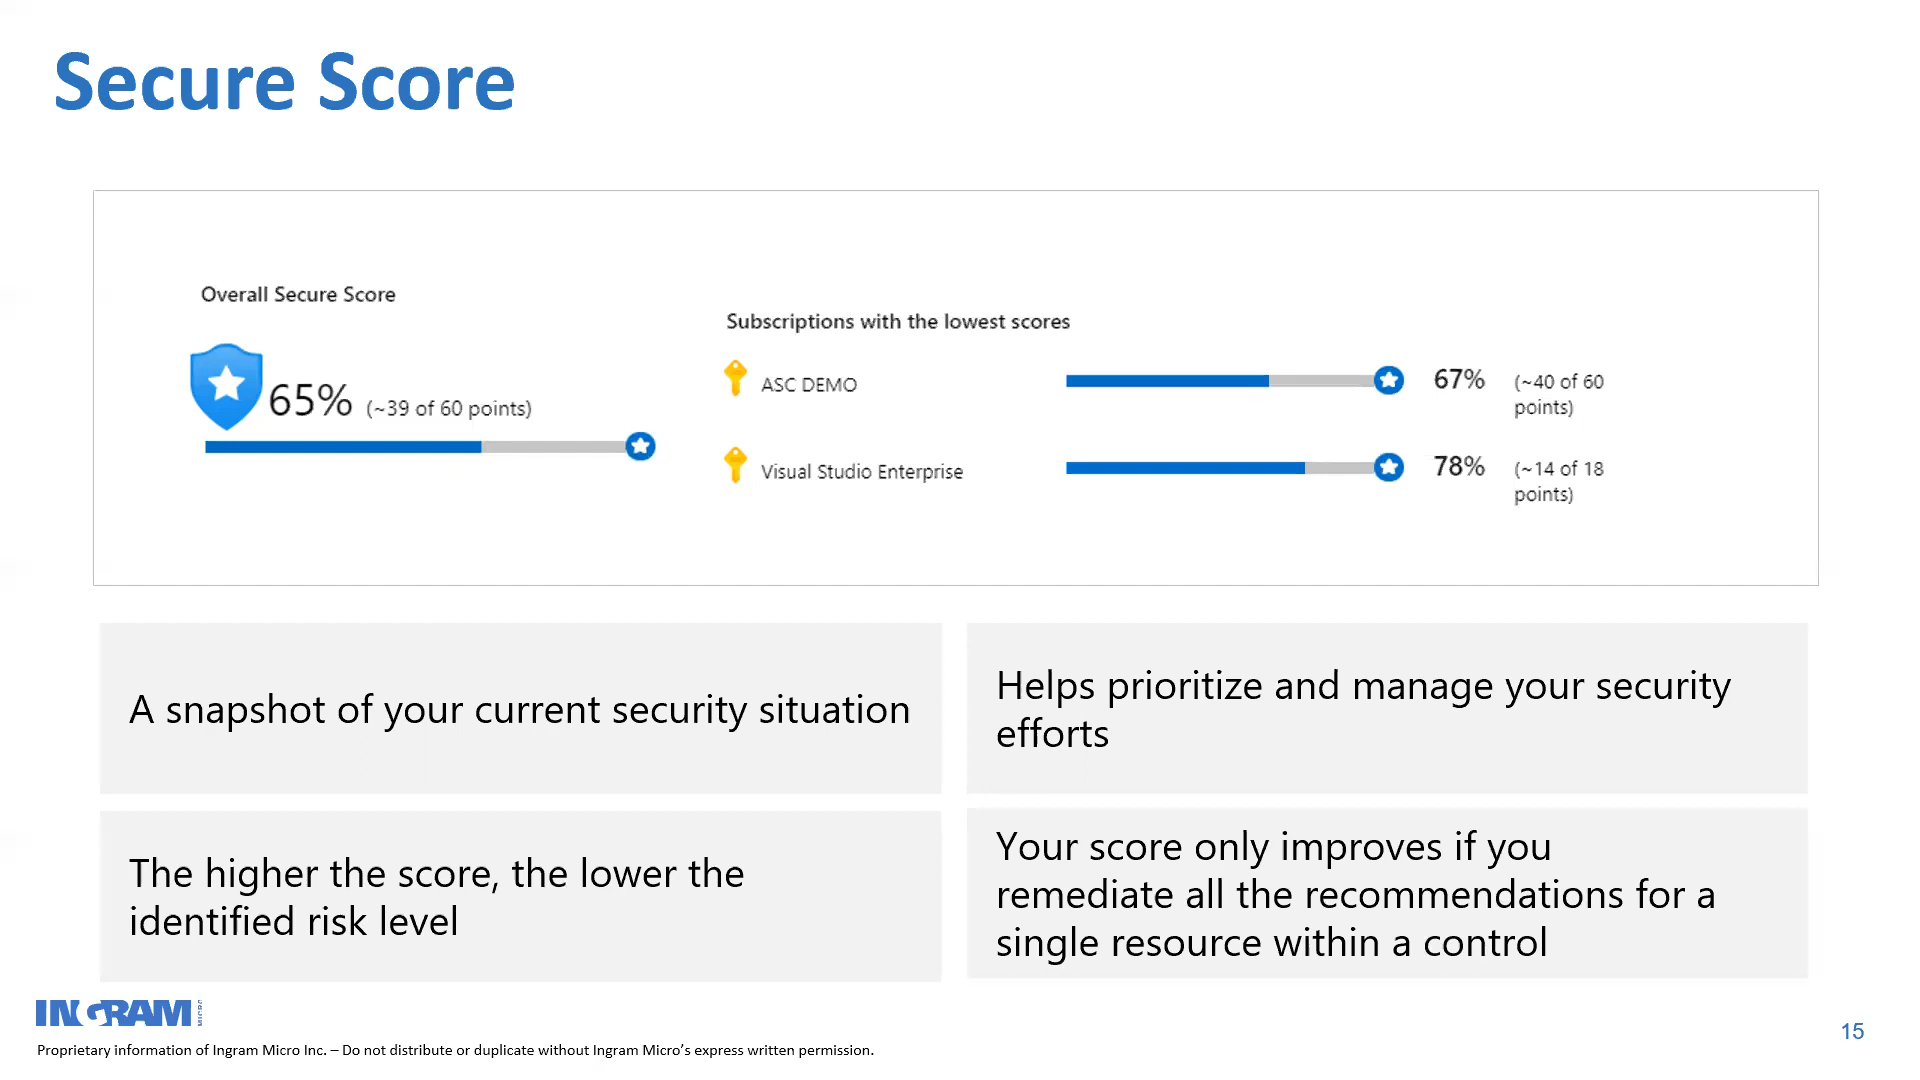 Secure Score
Overall Secure Score
65% (~39 of 60 points)
Subscriptions with the lowest scores
ASC DEMO
67% (~40 of 60
points)
Visual Studio Enterprise
78% (~14 of 18
points)
A snapshot of your current security situation
Helps prioritize and manage your security
efforts
The higher the score, the lower the
identified risk level
Your score only improves if you
remediate all the recommendations for a
single resource within a control
INGRAM MICRO
Proprietary information of Ingram Micro Inc. – Do not distribute or duplicate without Ingram Micro's express written permission.
15